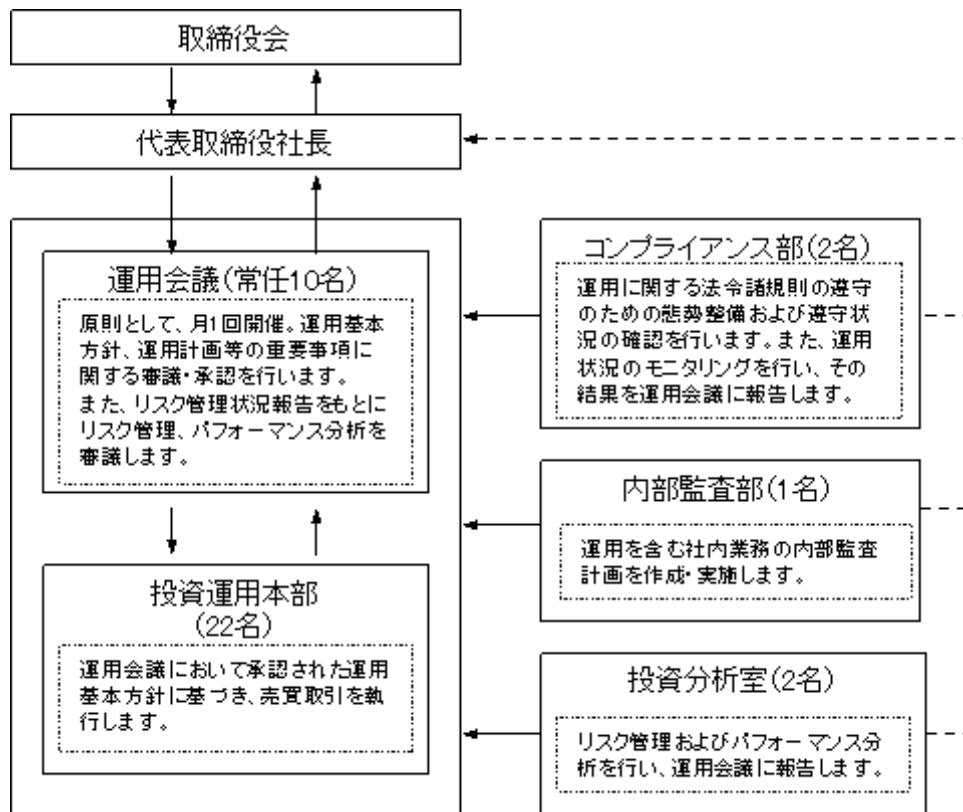 取締役会
代表取締役社長
運用会議(常任10名)
原則として、月1回開催。運用基本
方針、運用計画等の重要事項に
関する審議・承認を行います。
また、リスク管理状況報告をもとに
リスク管理、パフォーマンス分析を
審議します。
投資運用本部
(22名)
運用会議において承認された運用
基本方針に基づき、売買取引を執
行します。
コンプライアンス部(2名)
運用に関する法令諸規則の遵守
のための態勢整備および遵守状
況の確認を行います。また、運用
状況のモニタリングを行い、その
結果を運用会議に報告します。
内部監査部(1名)
運用を含む社内業務の内部監査
計画を作成・実施します。
投資分析室(2名)
リスク管理およびパフォーマンス分
析を行い、運用会議に報告します。